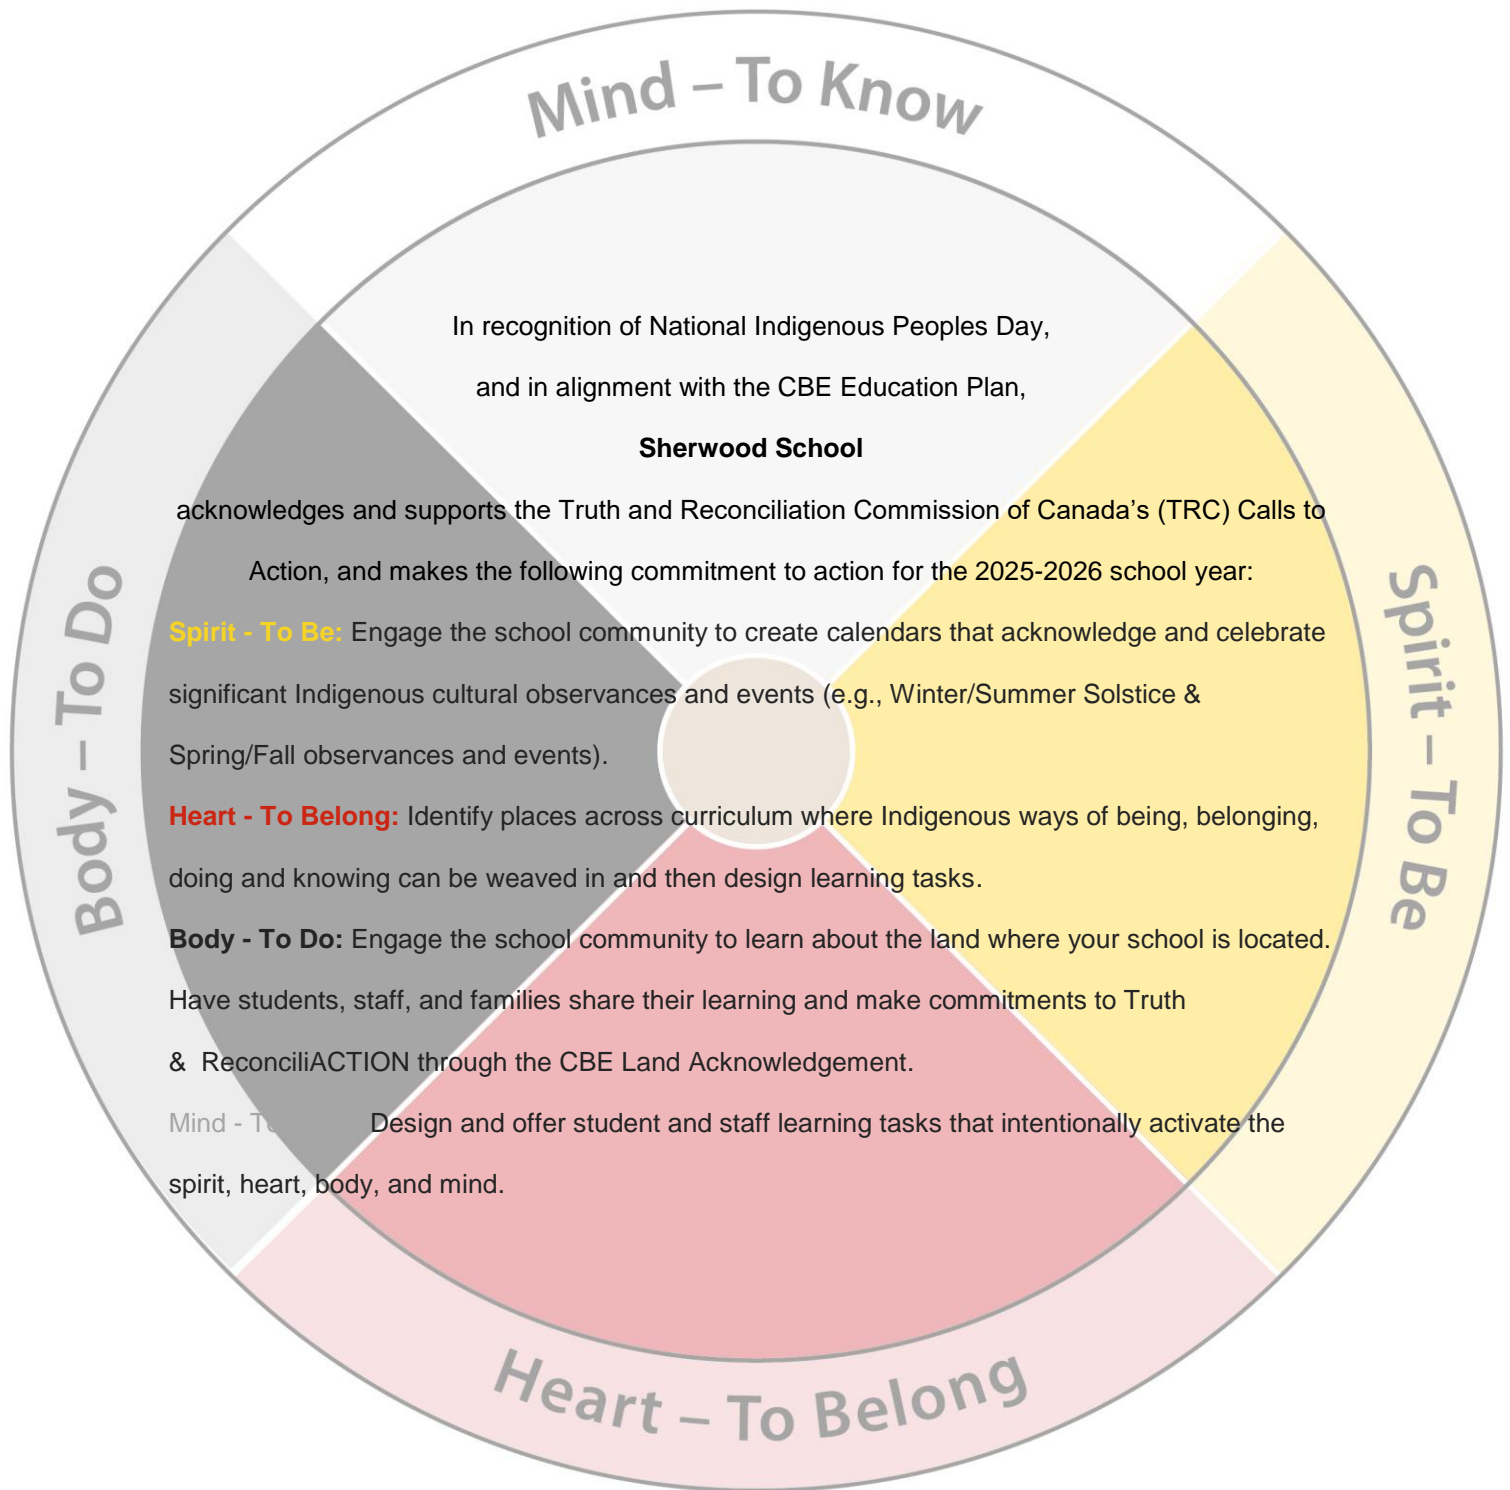 Mind – To Know
In recognition of National Indigenous Peoples Day,
and in alignment with the CBE Education Plan,
Sherwood School
acknowledges and supports the Truth and Reconciliation Commission of Canada’s (TRC) Calls to
Action, and makes the following commitment to action for the 2025-2026 school year:
Spirit - To Be: Engage the school community to create calendars that acknowledge and celebrate
significant Indigenous cultural observances and events (e.g., Winter/Summer Solstice &
Spring/Fall observances and events).
Heart - To Belong: Identify places across curriculum where Indigenous ways of being, belonging,
doing and knowing can be weaved in and then design learning tasks.
Body - To Do: Engage the school community to learn about the land where your school is located.
Have students, staff, and families share their learning and make commitments to Truth
& ReconciliACTION through the CBE Land Acknowledgement.
Mind - To Design and offer student and staff learning tasks that intentionally activate the
spirit, heart, body, and mind.
Body – To Do
Spirit – To Be
Heart – To Belong